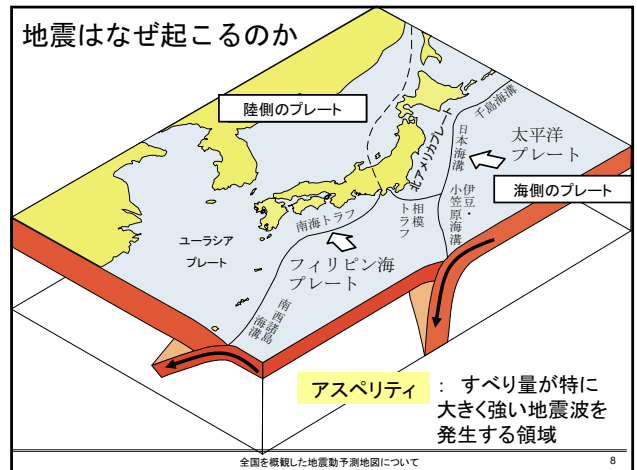 地震はなぜ起こるのか
陸側のプレート
千島海溝
北アメリカプレート
日本海溝
太平洋
プレート
海側のプレート
伊豆・
小笠原海溝
相模
トラフ
南海トラフ
ユーラシア
プレート
フィリピン海
プレート
南西諸島
海溝
アスペリティ : すべり量が特に
大きく強い地震波を
発生する領域
全国を概観した地震動予測地図について
8